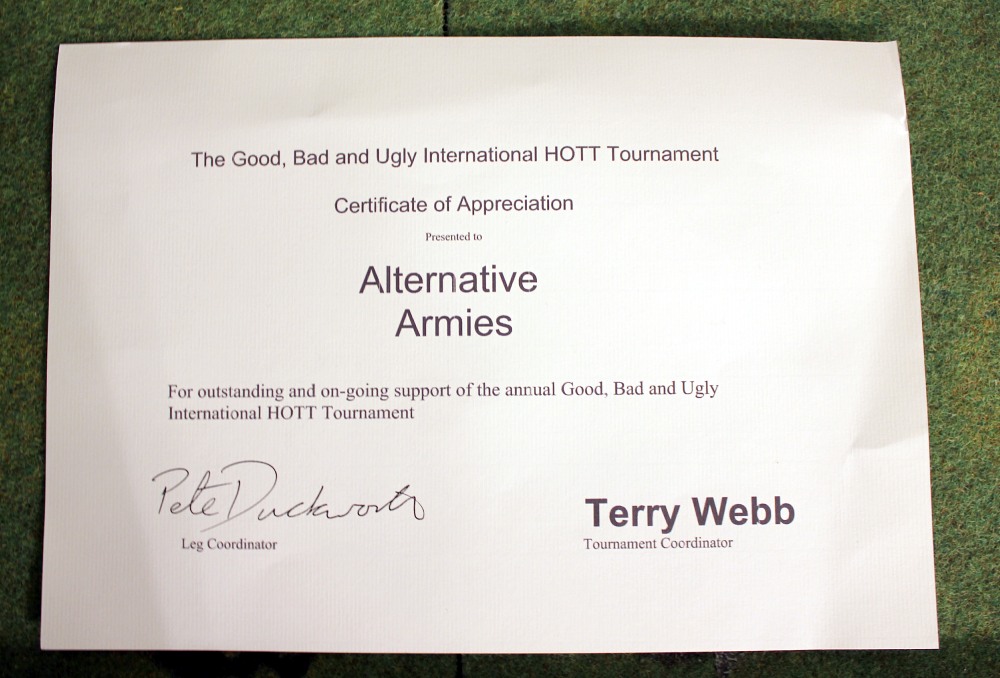 The Good, Bad and Ugly International HOTT Tournament
Certificate of Appreciation
Presented to
Alternative
Armies
For outstanding and on-going support of the annual Good, Bad and Ugly
International HOTT Tournament
Pete Duckworth
Terry Webb
Leg Coordinator
Tournament Coordinator